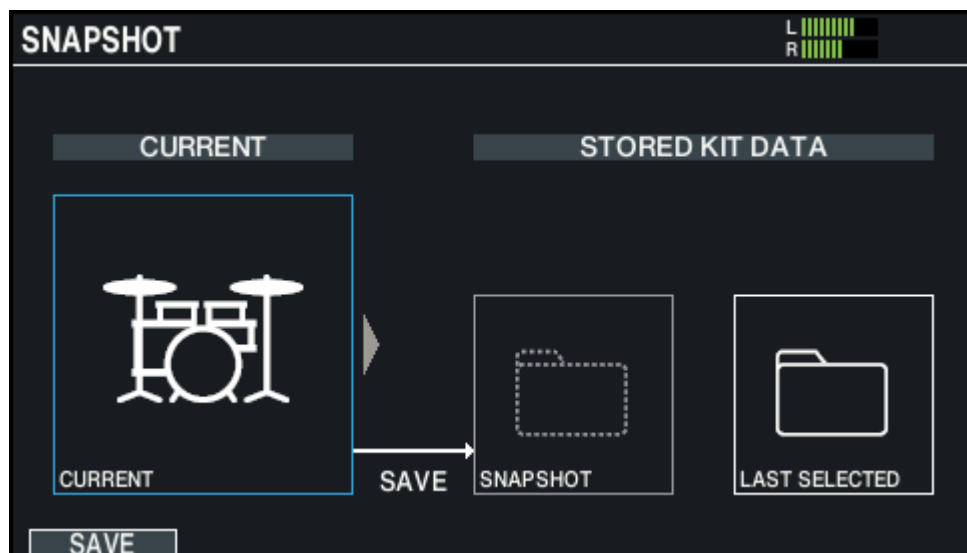 SNAPSHOT
L
R
CURRENT
STORED KIT DATA
CURRENT
SAVE
SNAPSHOT
LAST SELECTED
SAVE